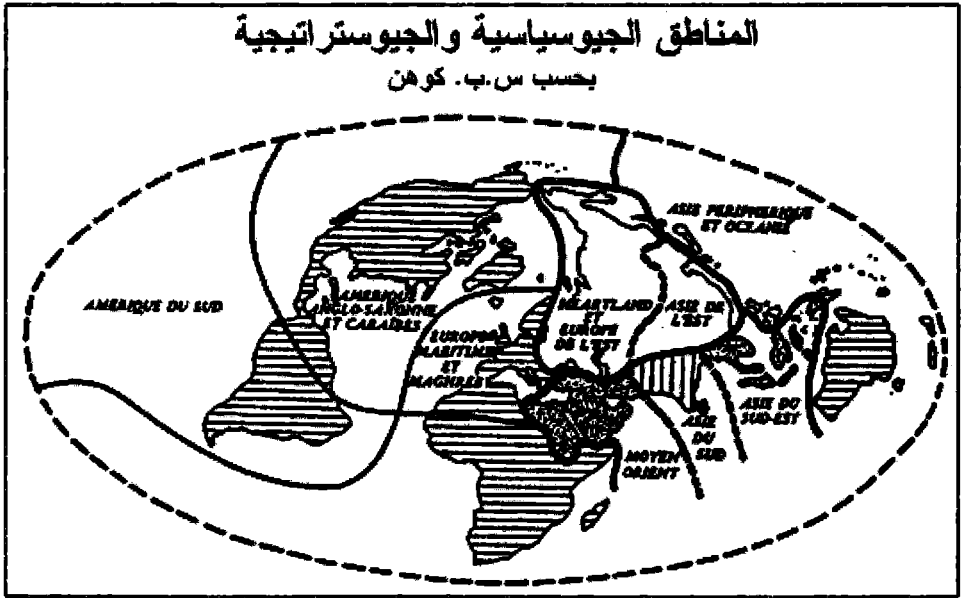 المناطق الجيوسياسية والجيوستراتيجية
بحسب س.ب. كوهن
ASIE PERIPHERIQUE
ET OCEANIE
AMERIQUE DU SUD
AMERIQUE
ANGLO-SAXONNE
ET CARAIBES
HEARTLAND
ET
EUROPE
DE L'EST
ASIE DE
L'EST
EUROPE
MARITIME
ET
MAGHREB
ASIE DU
SUD-EST
ASIE
DU
SUD
MOYEN
ORIENT